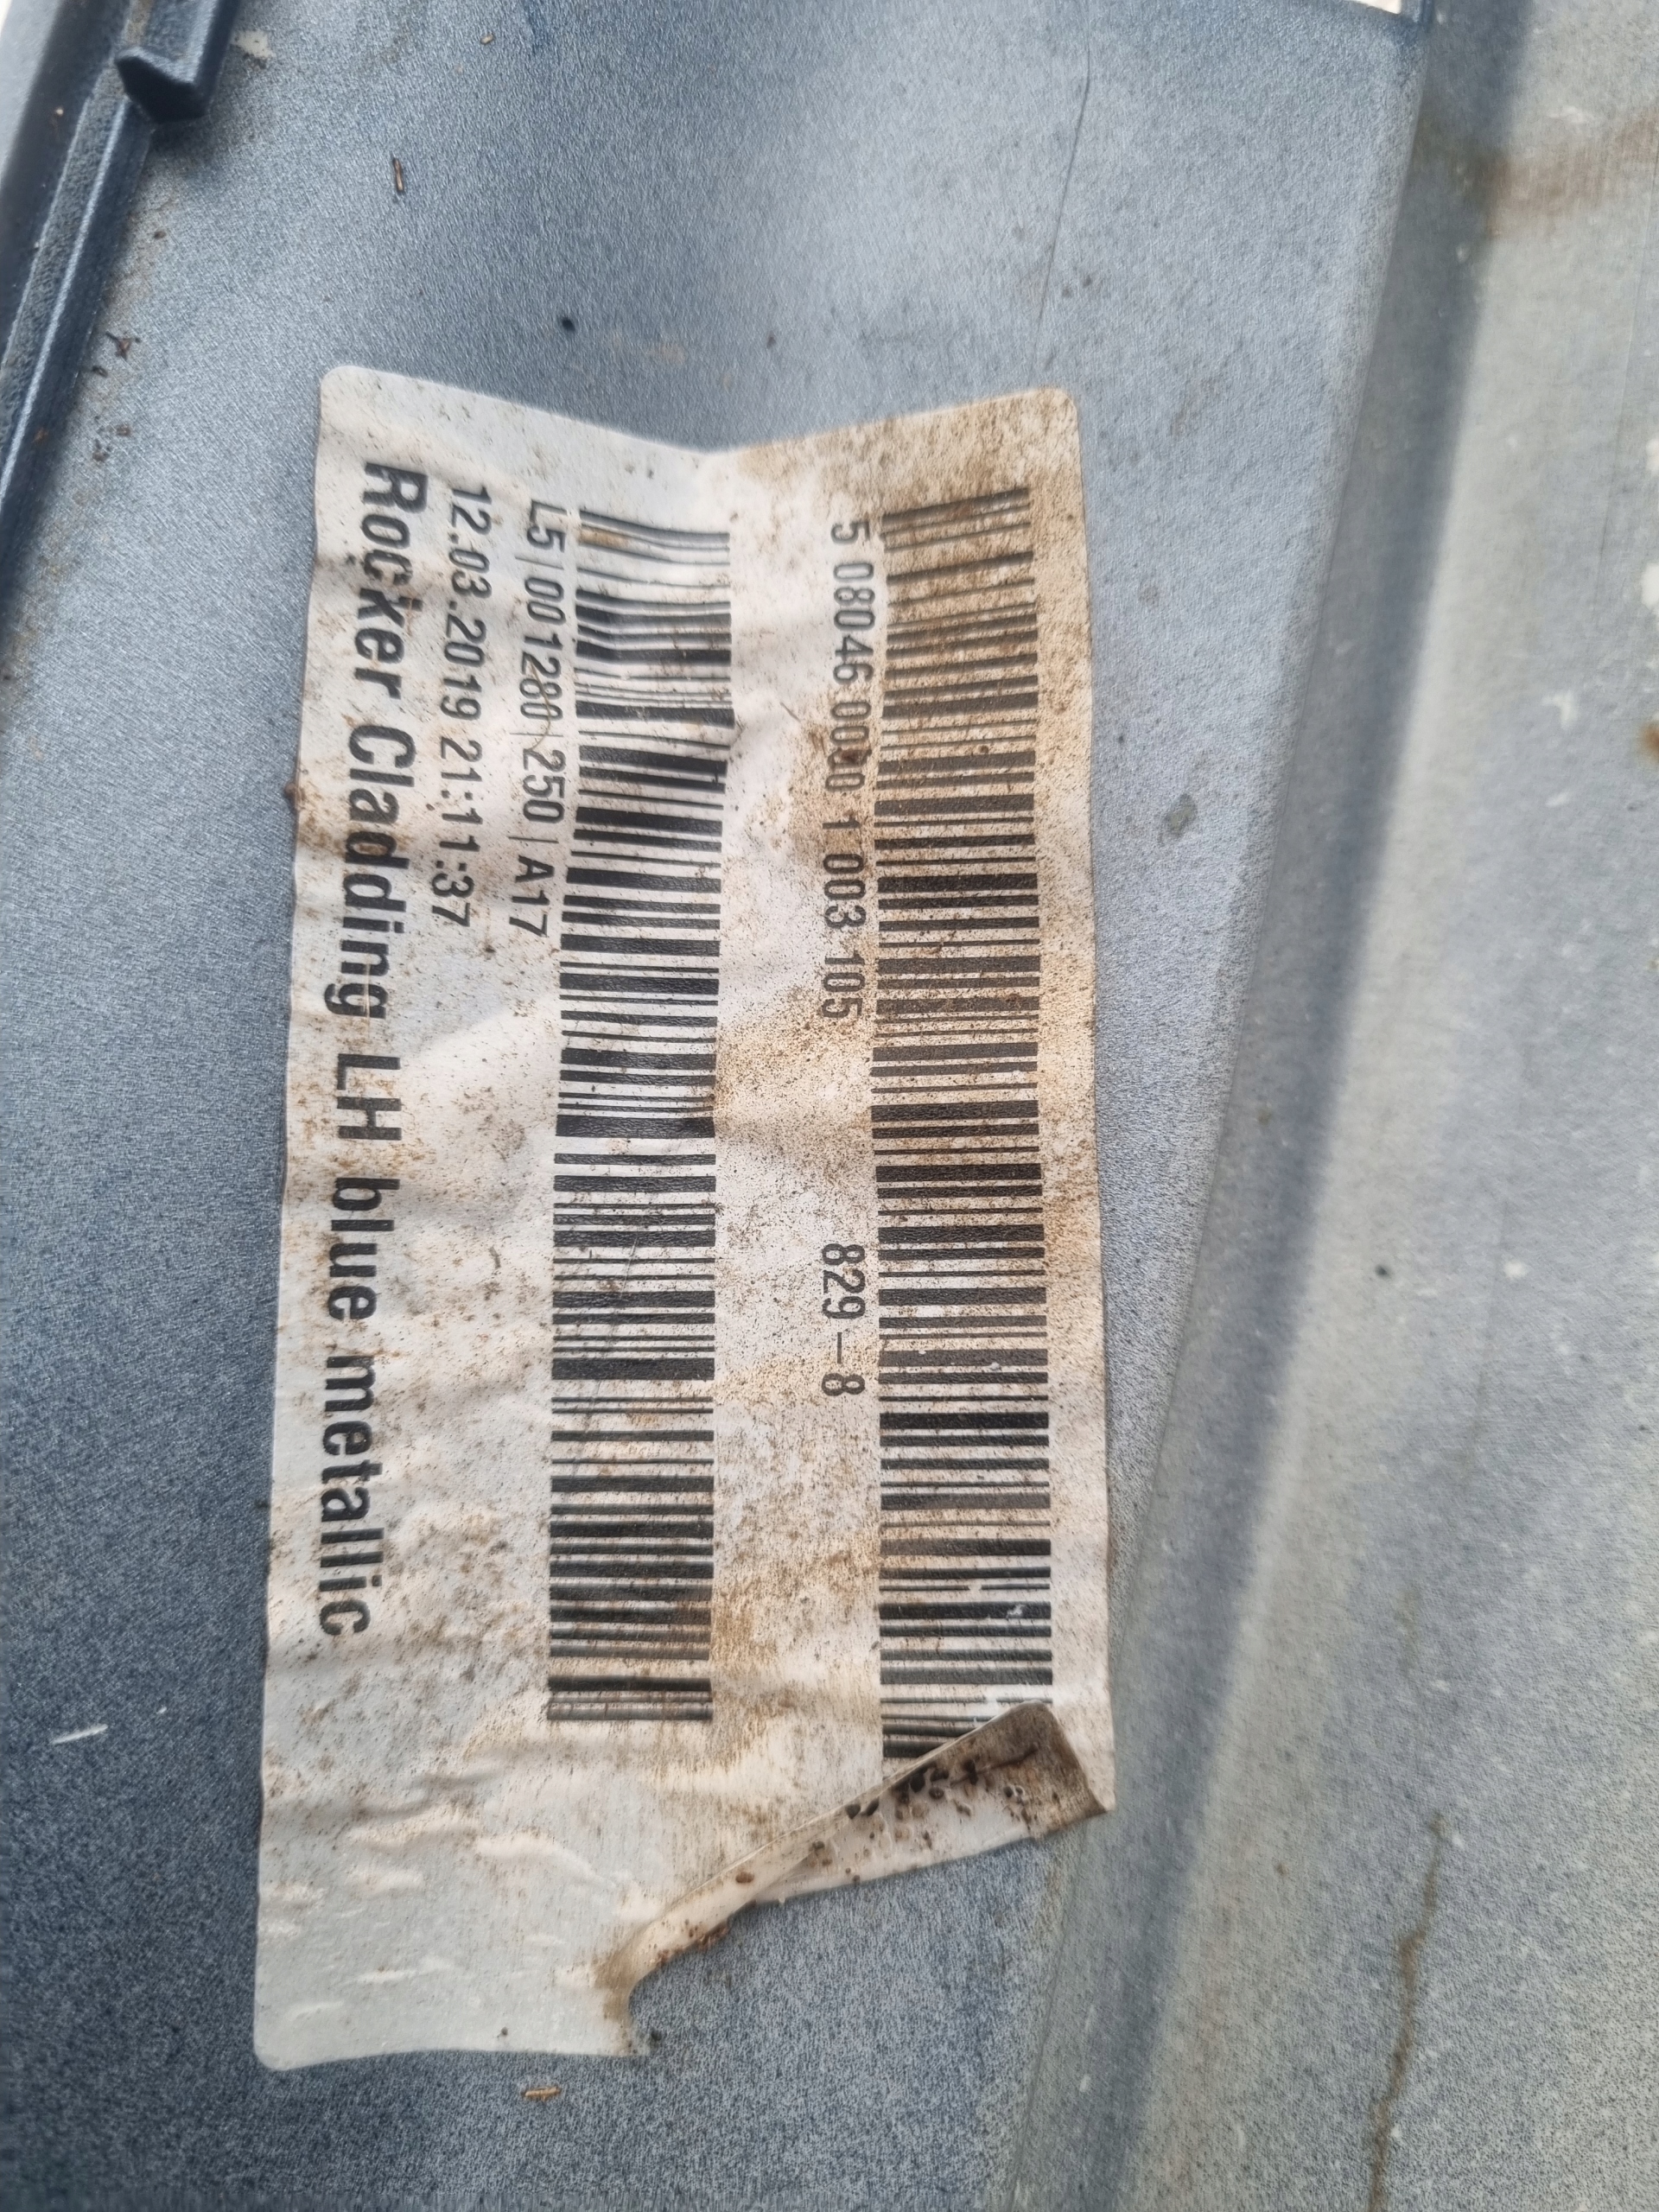 5 08046 0000 1 003 105 829-8
L5|001280|250|A17
12.03.2019 21:11:37
Rocker Cladding LH blue metallic